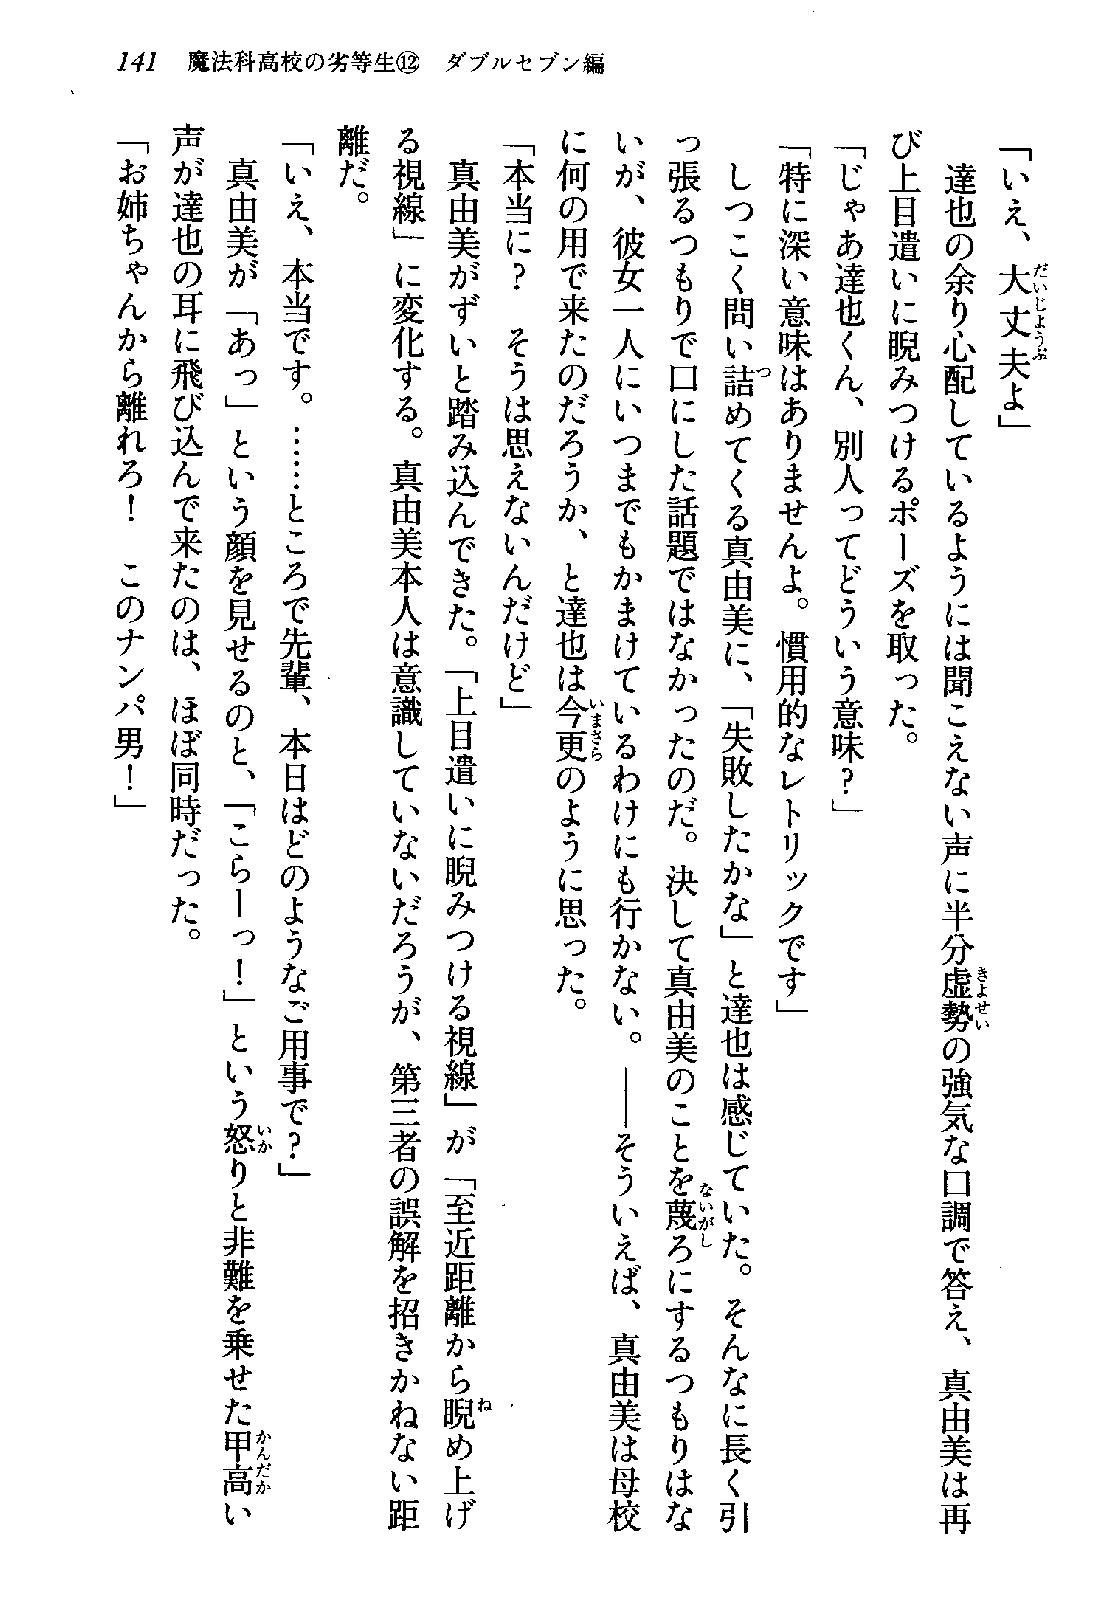 141　魔法科高校の劣等生⑫　ダブルセブン編
「いえ、大丈夫よ」
　達也の余り心配しているようには聞こえない声に半分虚勢の強気な口調で答え、真由美は再
び上目遣いに睨みつけるポーズを取った。
「じゃあ達也くん、別人ってどういう意味？」
「特に深い意味はありませんよ。慣用的なレトリックです」
　しつこく問い詰めてくる真由美に、「失敗したかな」と達也は感じていた。そんなに長く引
っ張るつもりで口にした話題ではなかったのだ。決して真由美のことを蔑ろにするつもりはな
いが、彼女一人にいつまでもかまけているわけにも行かない。――そういえば、真由美は母校
に何の用で来たのだろうか、と達也は今更のように思った。
「本当に？　そうは思えないんだけど」
　真由美がずいと踏み込んできた。「上目遣いに睨みつける視線」が「至近距離から睨め上げ
る視線」に変化する。真由美本人は意識していないだろうが、第三者の誤解を招きかねない距
離だ。
「いえ、本当です。……ところで先輩、本日はどのようなご用事で？」
　真由美が「あっ」という顔を見せるのと、「こらーっ！」という怒りと非難を乗せた甲高い
声が達也の耳に飛び込んで来たのは、ほぼ同時だった。
「お姉ちゃんから離れろ！　このナンパ男！」